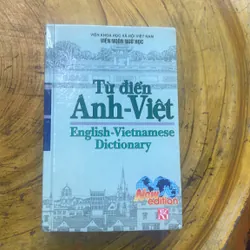 VIỆN KHOA HỌC XÃ HỘI VIỆT NAM
VIỆN NGÔN NGỮ HỌC
Từ điển
Anh-Việt
English-Vietnamese
Dictionary
New
edition